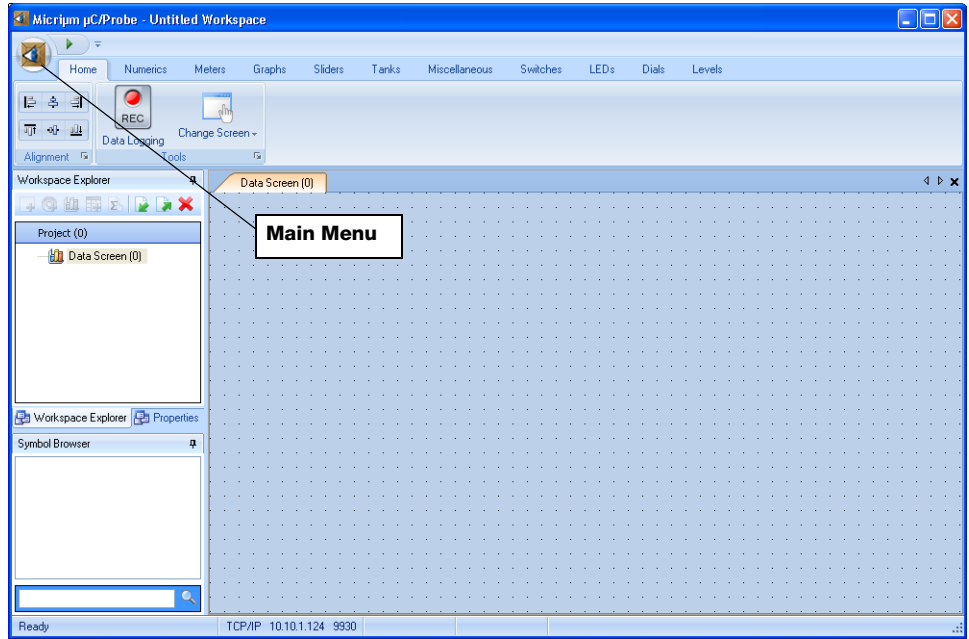 Micriµm µC/Probe - Untitled Workspace
Home Numerics Meters Graphs Sliders Tanks Miscellaneous Switches LEDs Dials Levels
REC
Data Logging Change Screen
Alignment Tools
Workspace Explorer Data Screen (0)
Project (0)
Data Screen (0)
Main Menu
Workspace Explorer Properties
Symbol Browser
Ready TCP/IP 10.10.1.124 9930